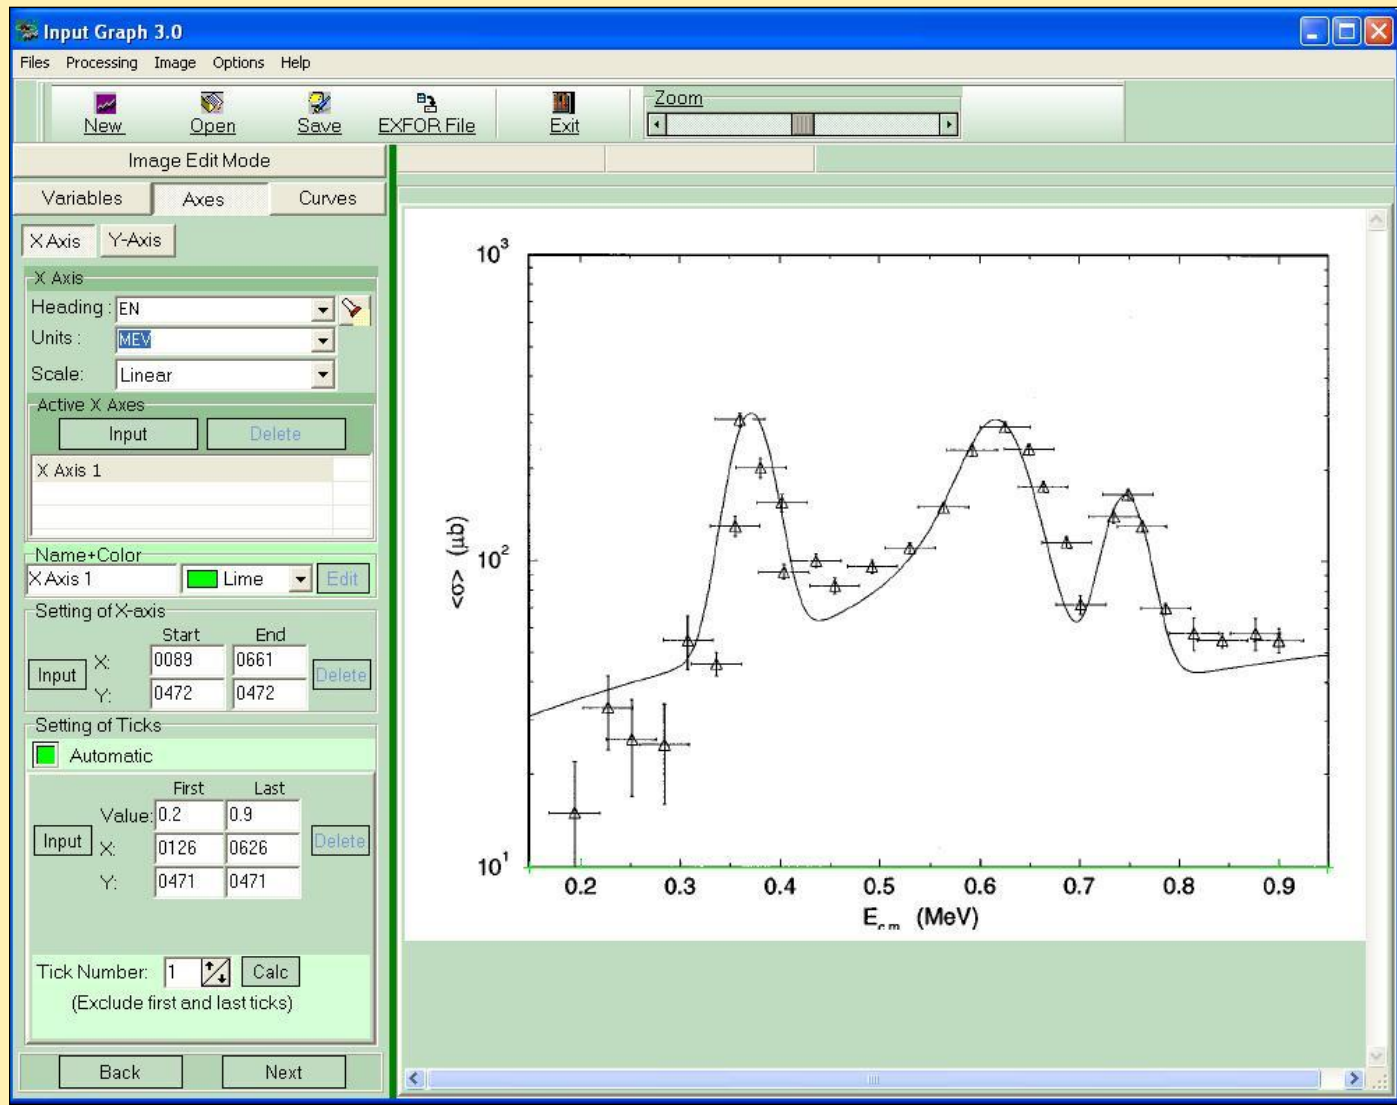 Input Graph 3.0
Files Processing Image Options Help
New Open Save EXFOR File Exit Zoom
Image Edit Mode
Variables Axes Curves
X Axis Y-Axis
X Axis
Heading : EN
Units : MEV
Scale: Linear
Active X Axes
Input Delete
X Axis 1
Name+Color
X Axis 1 Lime Edit
Setting of X-axis
Start End
Input X: 0089 0661 Delete
Y: 0472 0472
Setting of Ticks
Automatic
First Last
Value: 0.2 0.9
Input X: 0126 0626 Delete
Y: 0471 0471
Tick Number: 1 Calc
(Exclude first and last ticks)
Back Next
10³
10²
10¹
<σ> (μb)
0.2 0.3 0.4 0.5 0.6 0.7 0.8 0.9
E c.m. (MeV)